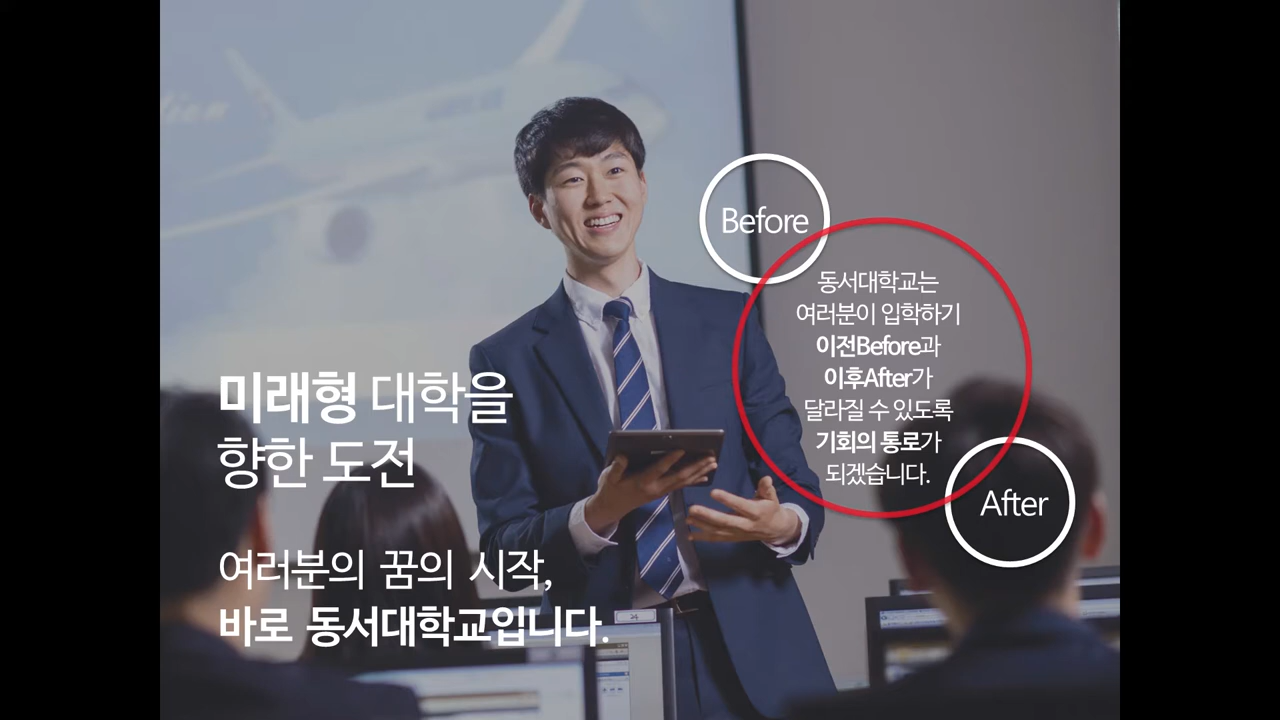 미래형 대학을
향한 도전
여러분의 꿈의 시작,
바로 동서대학교입니다.
Before
동서대학교는
여러분이 입학하기
이전Before과
이후After가
달라질 수 있도록
기회의 통로가
되겠습니다.
After